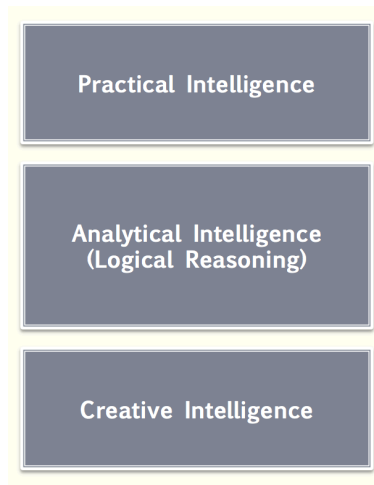 Practical Intelligence
Analytical Intelligence
(Logical Reasoning)
Creative Intelligence